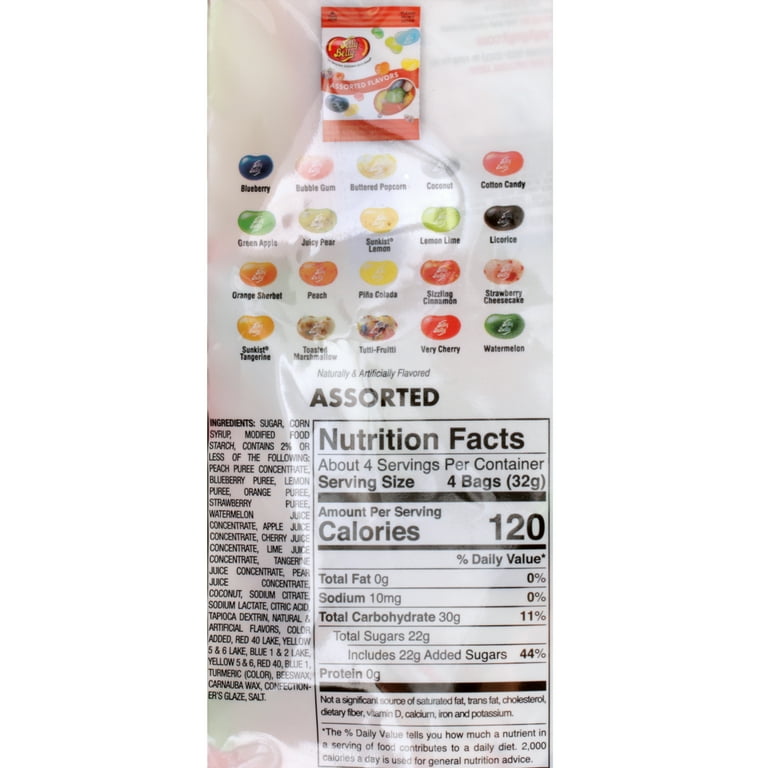 Jelly Belly
ASSORTED FLAVORS
Blueberry Bubble Gum Buttered Popcorn Coconut Cotton Candy
Green Apple Juicy Pear Sunkist® Lemon Lemon Lime Licorice
Orange Sherbet Peach Piña Colada Sizzling Cinnamon Strawberry Cheesecake
Sunkist® Tangerine Toasted Marshmallow Tutti-Fruitti Very Cherry Watermelon
Naturally & Artificially Flavored
ASSORTED
INGREDIENTS: SUGAR, CORN
SYRUP, MODIFIED FOOD
STARCH, CONTAINS 2% OR
LESS OF THE FOLLOWING:
PEACH PUREE CONCENTRATE,
BLUEBERRY PUREE, LEMON
PUREE, ORANGE PUREE,
STRAWBERRY PUREE,
WATERMELON JUICE
CONCENTRATE, APPLE JUICE
CONCENTRATE, CHERRY JUICE
CONCENTRATE, LIME JUICE
CONCENTRATE, TANGERINE
JUICE CONCENTRATE, PEAR
JUICE CONCENTRATE,
COCONUT, SODIUM CITRATE,
SODIUM LACTATE, CITRIC ACID,
TAPIOCA DEXTRIN, NATURAL &
ARTIFICIAL FLAVORS, COLOR
ADDED, RED 40 LAKE, YELLOW
5 & 6 LAKE, BLUE 1 & 2 LAKE,
YELLOW 5 & 6, RED 40, BLUE 1,
TURMERIC (COLOR), BEESWAX,
CARNAUBA WAX, CONFECTION-
ER'S GLAZE, SALT.
Nutrition Facts
About 4 Servings Per Container
Serving Size 4 Bags (32g)
Amount Per Serving
Calories 120
% Daily Value*
Total Fat 0g 0%
Sodium 10mg 0%
Total Carbohydrate 30g 11%
Total Sugars 22g
Includes 22g Added Sugars 44%
Protein 0g
Not a significant source of saturated fat, trans fat, cholesterol,
dietary fiber, vitamin D, calcium, iron and potassium.
*The % Daily Value tells you how much a nutrient in
a serving of food contributes to a daily diet. 2,000
calories a day is used for general nutrition advice.